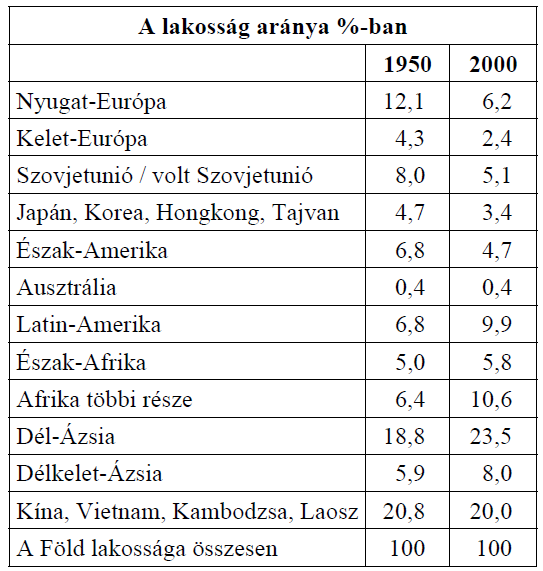 A lakosság aránya %-ban
1950 2000
Nyugat-Európa 12,1 6,2
Kelet-Európa 4,3 2,4
Szovjetunió / volt Szovjetunió 8,0 5,1
Japán, Korea, Hongkong, Tajvan 4,7 3,4
Észak-Amerika 6,8 4,7
Ausztrália 0,4 0,4
Latin-Amerika 6,8 9,9
Észak-Afrika 5,0 5,8
Afrika többi része 6,4 10,6
Dél-Ázsia 18,8 23,5
Délkelet-Ázsia 5,9 8,0
Kína, Vietnam, Kambodzsa, Laosz 20,8 20,0
A Föld lakossága összesen 100 100